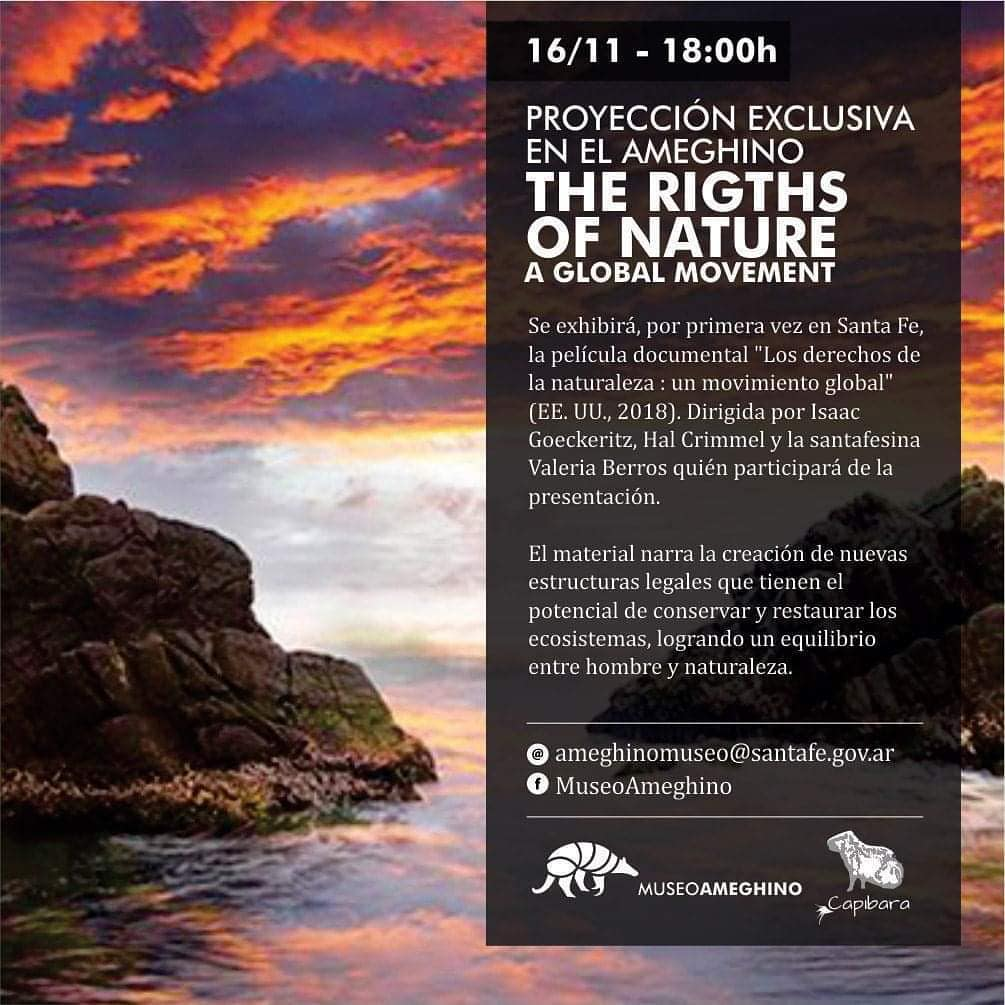 16/11 - 18:00h
PROYECCIÓN EXCLUSIVA
EN EL AMEGHINO
THE RIGTHS
OF NATURE
A GLOBAL MOVEMENT
Se exhibirá, por primera vez en Santa Fe,
la película documental "Los derechos de
la naturaleza : un movimiento global"
(EE. UU., 2018). Dirigida por Isaac
Goeckeritz, Hal Crimmel y la santafesina
Valeria Berros quién participará de la
presentación.
El material narra la creación de nuevas
estructuras legales que tienen el
potencial de conservar y restaurar los
ecosistemas, logrando un equilibrio
entre hombre y naturaleza.
@ ameghinomuseo@santafe.gov.ar
f MuseoAmeghino
MUSEOAMEGHINO
Capibara